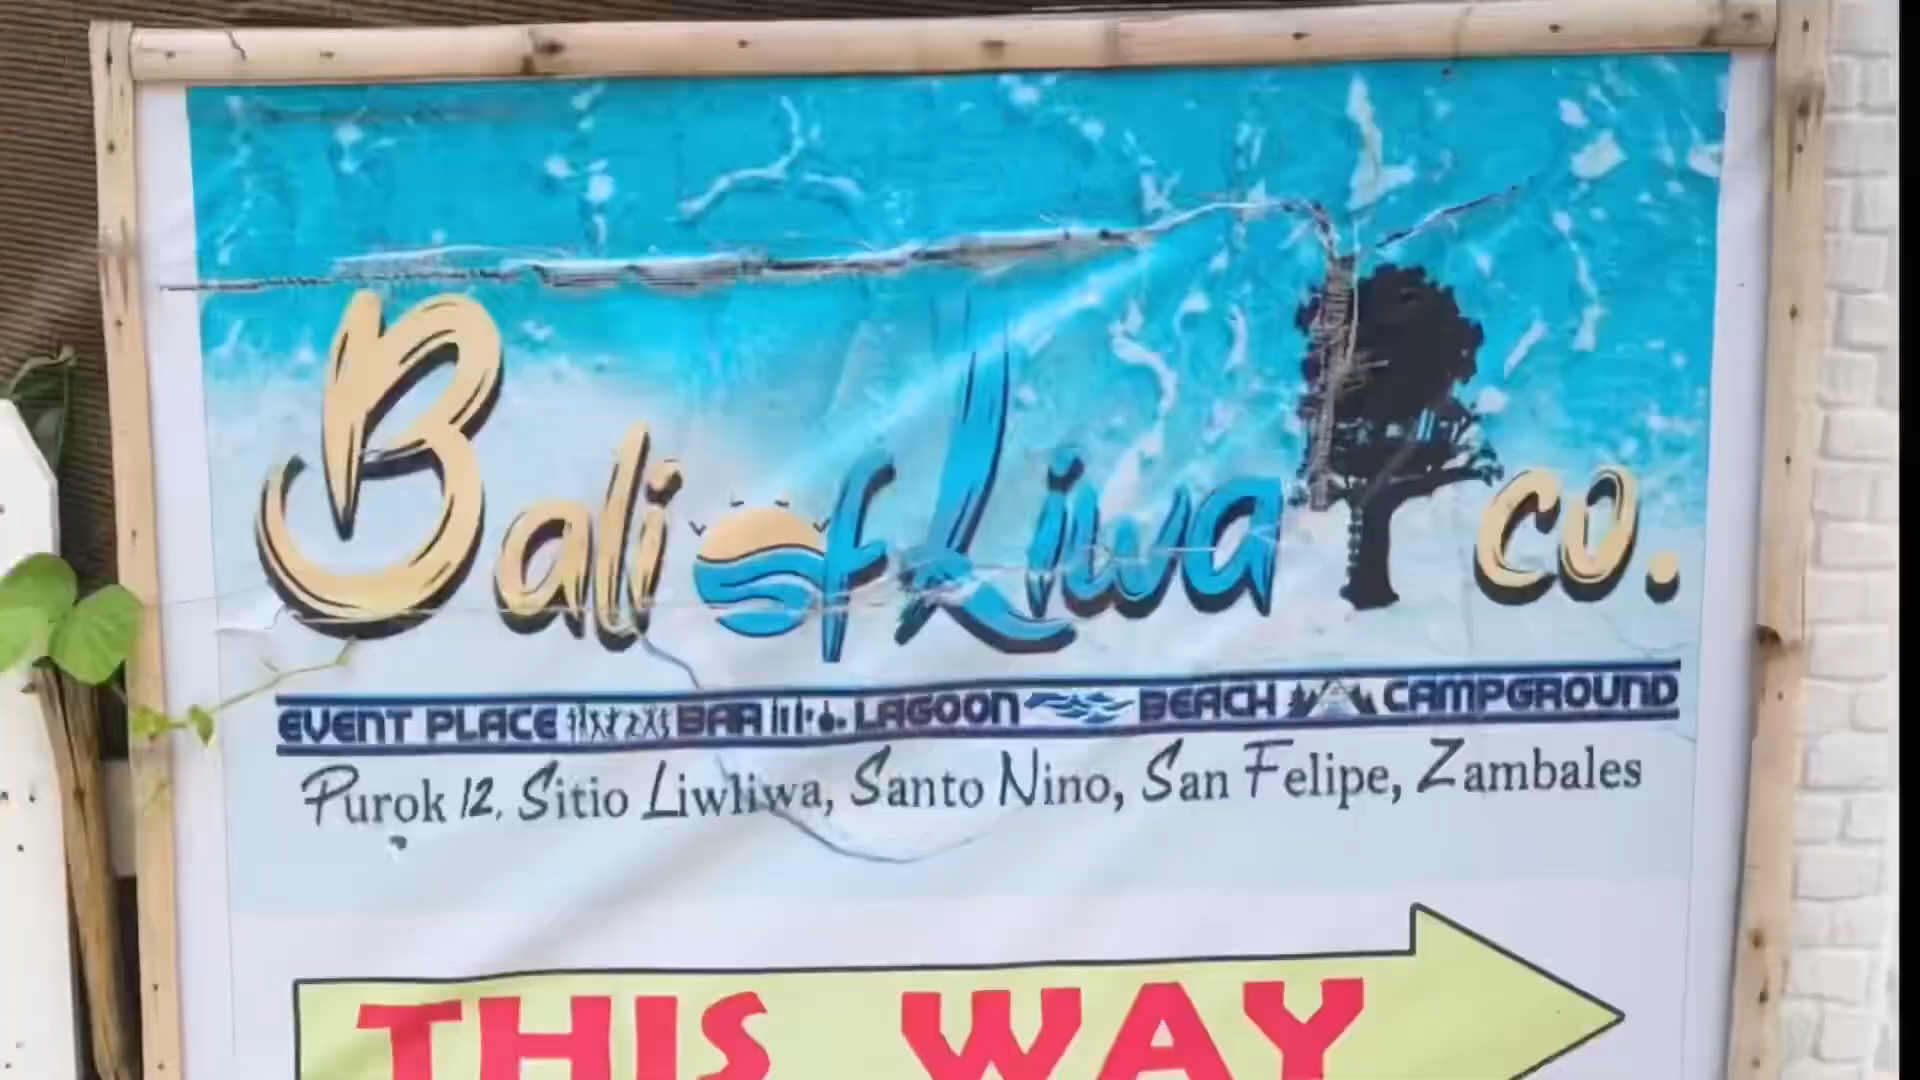 Bali of Liwa co.
EVENT PLACE BAR LAGOON BEACH CAMPGROUND
Purok 12, Sitio Liwliwa, Santo Nino, San Felipe, Zambales
THIS WAY